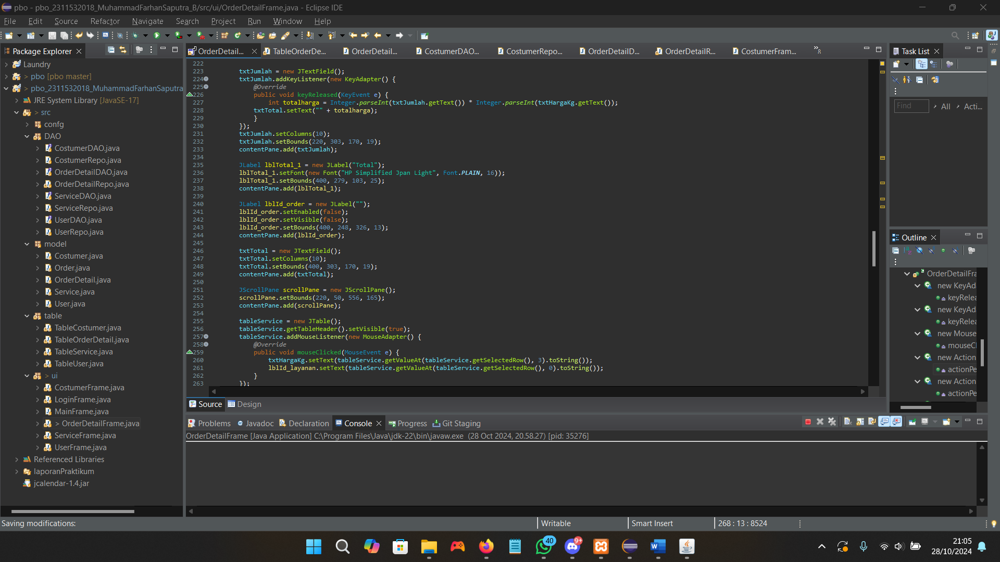 pbo - pbo_2311532018_MuhammadFarhanSaputra_B/src/ui/OrderDetailFrame.java - Eclipse IDE
File Edit Source Refactor Navigate Search Project Run Window Help
Package Explorer
Laundry
> pbo [pbo master]
> pbo_2311532018_MuhammadFarhanSaputra
JRE System Library [JavaSE-17]
> src
confg
DAO
CostumerDAO.java
CostumerRepo.java
OrderDetailDAO.java
OrderDetailRepo.java
ServiceDAO.java
ServiceRepo.java
UserDAO.java
UserRepo.java
model
Costumer.java
Order.java
OrderDetail.java
Service.java
User.java
table
TableCostumer.java
TableOrderDetail.java
TableService.java
TableUser.java
> ui
CostumerFrame.java
LoginFrame.java
MainFrame.java
> OrderDetailFrame.java
ServiceFrame.java
UserFrame.java
Referenced Libraries
laporanPraktikum
jcalendar-1.4.jar
OrderDetail... TableOrderDe... OrderDetail... CostumerDAO... CostumerRepo... OrderDetailD... OrderDetailR... CostumerFram... »8
222
223 txtJumlah = new JTextField();
224 txtJumlah.addKeyListener(new KeyAdapter() {
225 @Override
226 public void keyReleased(KeyEvent e) {
227 int totalharga = Integer.parseInt(txtJumlah.getText()) * Integer.parseInt(txtHargaKg.getText());
228 txtTotal.setText("" + totalharga);
229 }
230 });
231 txtJumlah.setColumns(10);
232 txtJumlah.setBounds(220, 303, 170, 19);
233 contentPane.add(txtJumlah);
234
235 JLabel lblTotal_1 = new JLabel("Total");
236 lblTotal_1.setFont(new Font("HP Simplified Jpan Light", Font.PLAIN, 16));
237 lblTotal_1.setBounds(400, 279, 103, 25);
238 contentPane.add(lblTotal_1);
239
240 JLabel lblId_order = new JLabel("");
241 lblId_order.setEnabled(false);
242 lblId_order.setVisible(false);
243 lblId_order.setBounds(400, 248, 326, 13);
244 contentPane.add(lblId_order);
245
246 txtTotal = new JTextField();
247 txtTotal.setColumns(10);
248 txtTotal.setBounds(400, 303, 170, 19);
249 contentPane.add(txtTotal);
250
251 JScrollPane scrollPane = new JScrollPane();
252 scrollPane.setBounds(220, 50, 556, 165);
253 contentPane.add(scrollPane);
254
255 tableService = new JTable();
256 tableService.getTableHeader().setVisible(true);
257 tableService.addMouseListener(new MouseAdapter() {
258 @Override
259 public void mouseClicked(MouseEvent e) {
260 txtHargaKg.setText(tableService.getValueAt(tableService.getSelectedRow(), 3).toString());
261 lblId_layanan.setText(tableService.getValueAt(tableService.getSelectedRow(), 0).toString());
262 }
263 });
Source Design
Problems Javadoc Declaration Console Progress Git Staging
OrderDetailFrame [Java Application] C:\Program Files\Java\jdk-22\bin\javaw.exe (28 Oct 2024, 20.58.27) [pid: 35276]
Task List
Find All Acti...
Outline
OrderDetailFra
new KeyAd
keyRelea
new KeyAd
keyRelea
new Mouse
mouseCl
new Action
actionPe
new Action
actionPe
Saving modifications: Writable Smart Insert 268 : 13 : 8524
40 9+
21:05
28/10/2024